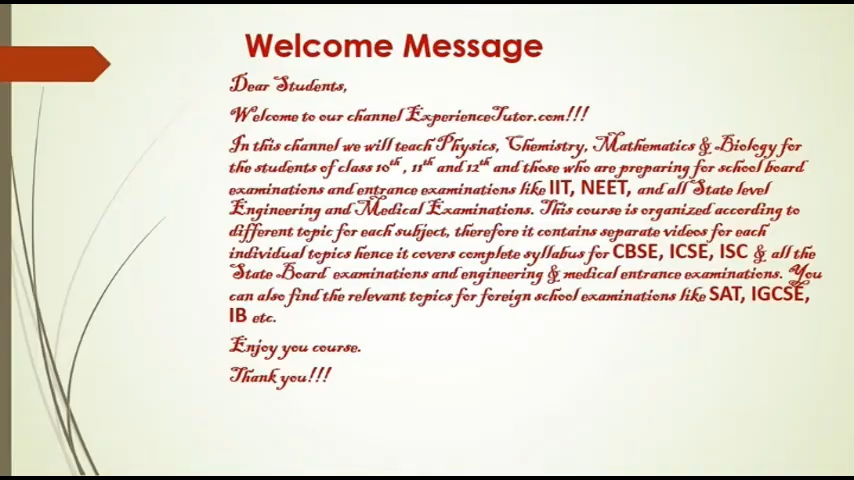 Welcome Message
Dear Students,
Welcome to our channel ExperienceTutor.com!!!
In this channel we will teach Physics, Chemistry, Mathematics & Biology for
the students of class 10th , 11th and 12th and those who are preparing for school board
examinations and entrance examinations like IIT, NEET, and all State level
Engineering and Medical Examinations. This course is organized according to
different topic for each subject, therefore it contains separate videos for each
individual topics hence it covers complete syllabus for CBSE, ICSE, ISC & all the
State Board examinations and engineering & medical entrance examinations. You
can also find the relevant topics for foreign school examinations like SAT, IGCSE,
IB etc.
Enjoy you course.
Thank you!!!